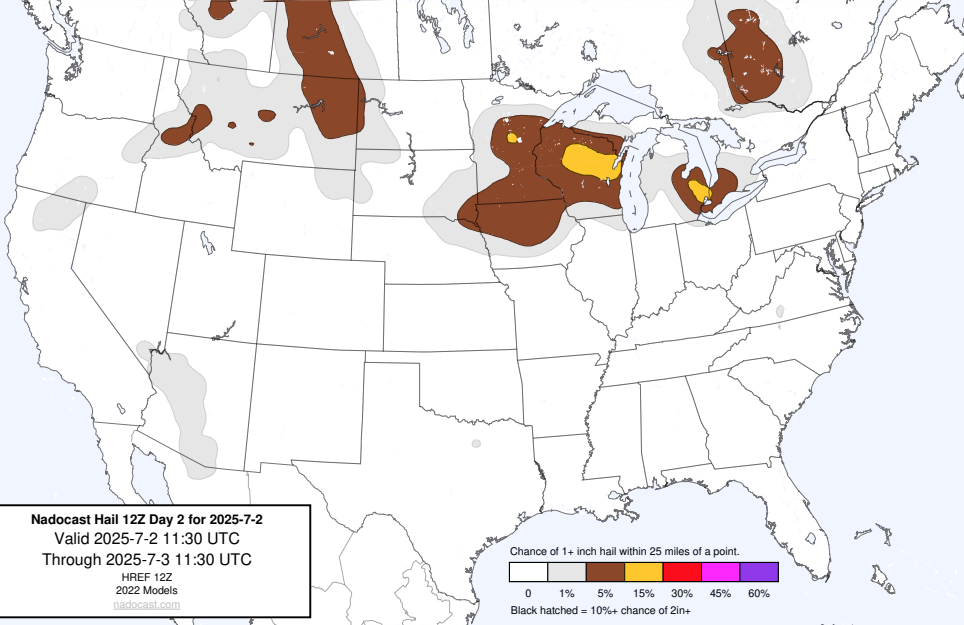 Nadocast Hail 12Z Day 2 for 2025-7-2
Valid 2025-7-2 11:30 UTC
Through 2025-7-3 11:30 UTC
HREF 12Z
2022 Models
nadocast.com
Chance of 1+ inch hail within 25 miles of a point.
0 1% 5% 15% 30% 45% 60%
Black hatched = 10%+ chance of 2in+